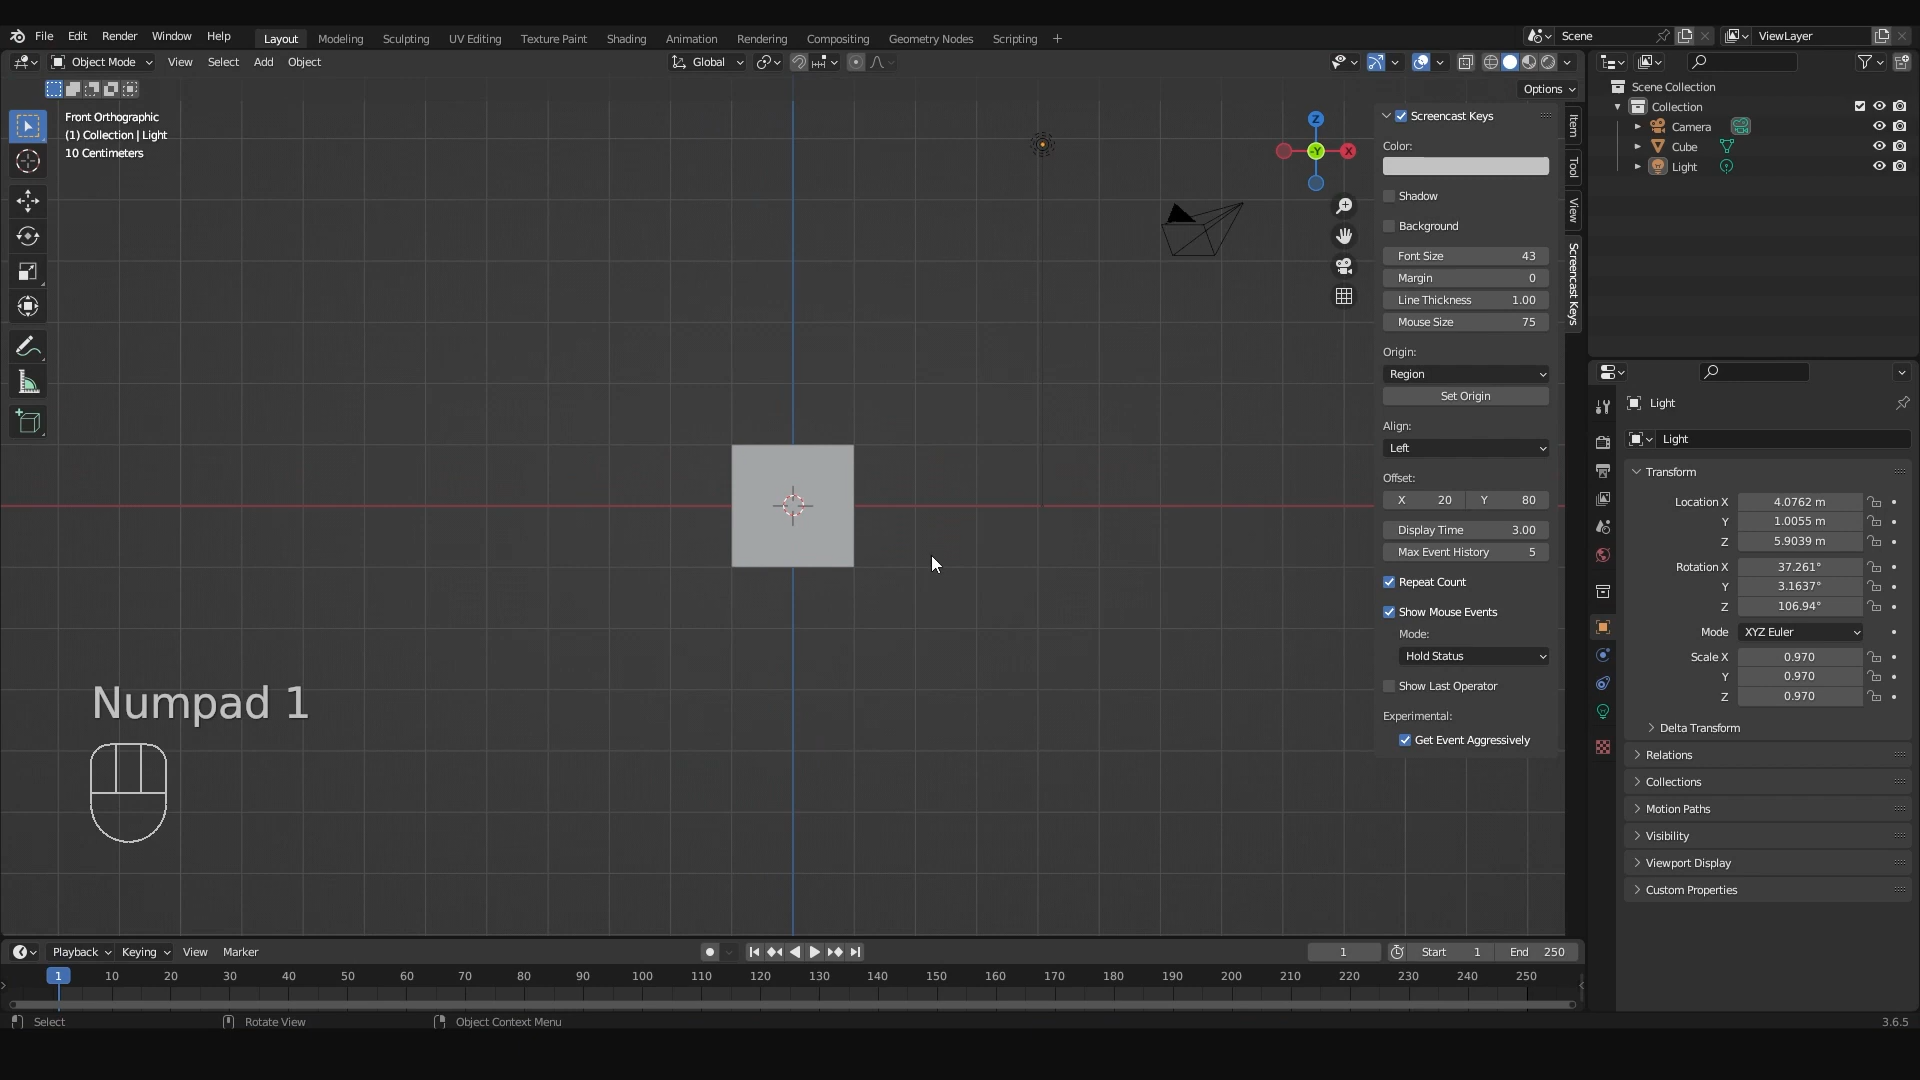 File Edit Render Window Help Layout Modeling Sculpting UV Editing Texture Paint Shading Animation Rendering Compositing Geometry Nodes Scripting + Scene ViewLayer
Object Mode View Select Add Object Global
Options
Front Orthographic
(1) Collection | Light
10 Centimeters
Z
-Y
X
Numpad 1
Screencast Keys
Color:
Shadow
Background
Font Size 43
Margin 0
Line Thickness 1.00
Mouse Size 75
Origin:
Region
Set Origin
Align:
Left
Offset:
X 20 Y 80
Display Time 3.00
Max Event History 5
Repeat Count
Show Mouse Events
Mode:
Hold Status
Show Last Operator
Experimental:
Get Event Aggressively
Item
Tool
View
Screencast Keys
Scene Collection
Collection
Camera
Cube
Light
Light
Light
Transform
Location X 4.0762 m
Y 1.0055 m
Z 5.9039 m
Rotation X 37.261°
Y 3.1637°
Z 106.94°
Mode XYZ Euler
Scale X 0.970
Y 0.970
Z 0.970
Delta Transform
Relations
Collections
Motion Paths
Visibility
Viewport Display
Custom Properties
Playback Keying View Marker 1 Start 1 End 250
1 10 20 30 40 50 60 70 80 90 100 110 120 130 140 150 160 170 180 190 200 210 220 230 240 250
Select Rotate View Object Context Menu 3.6.5